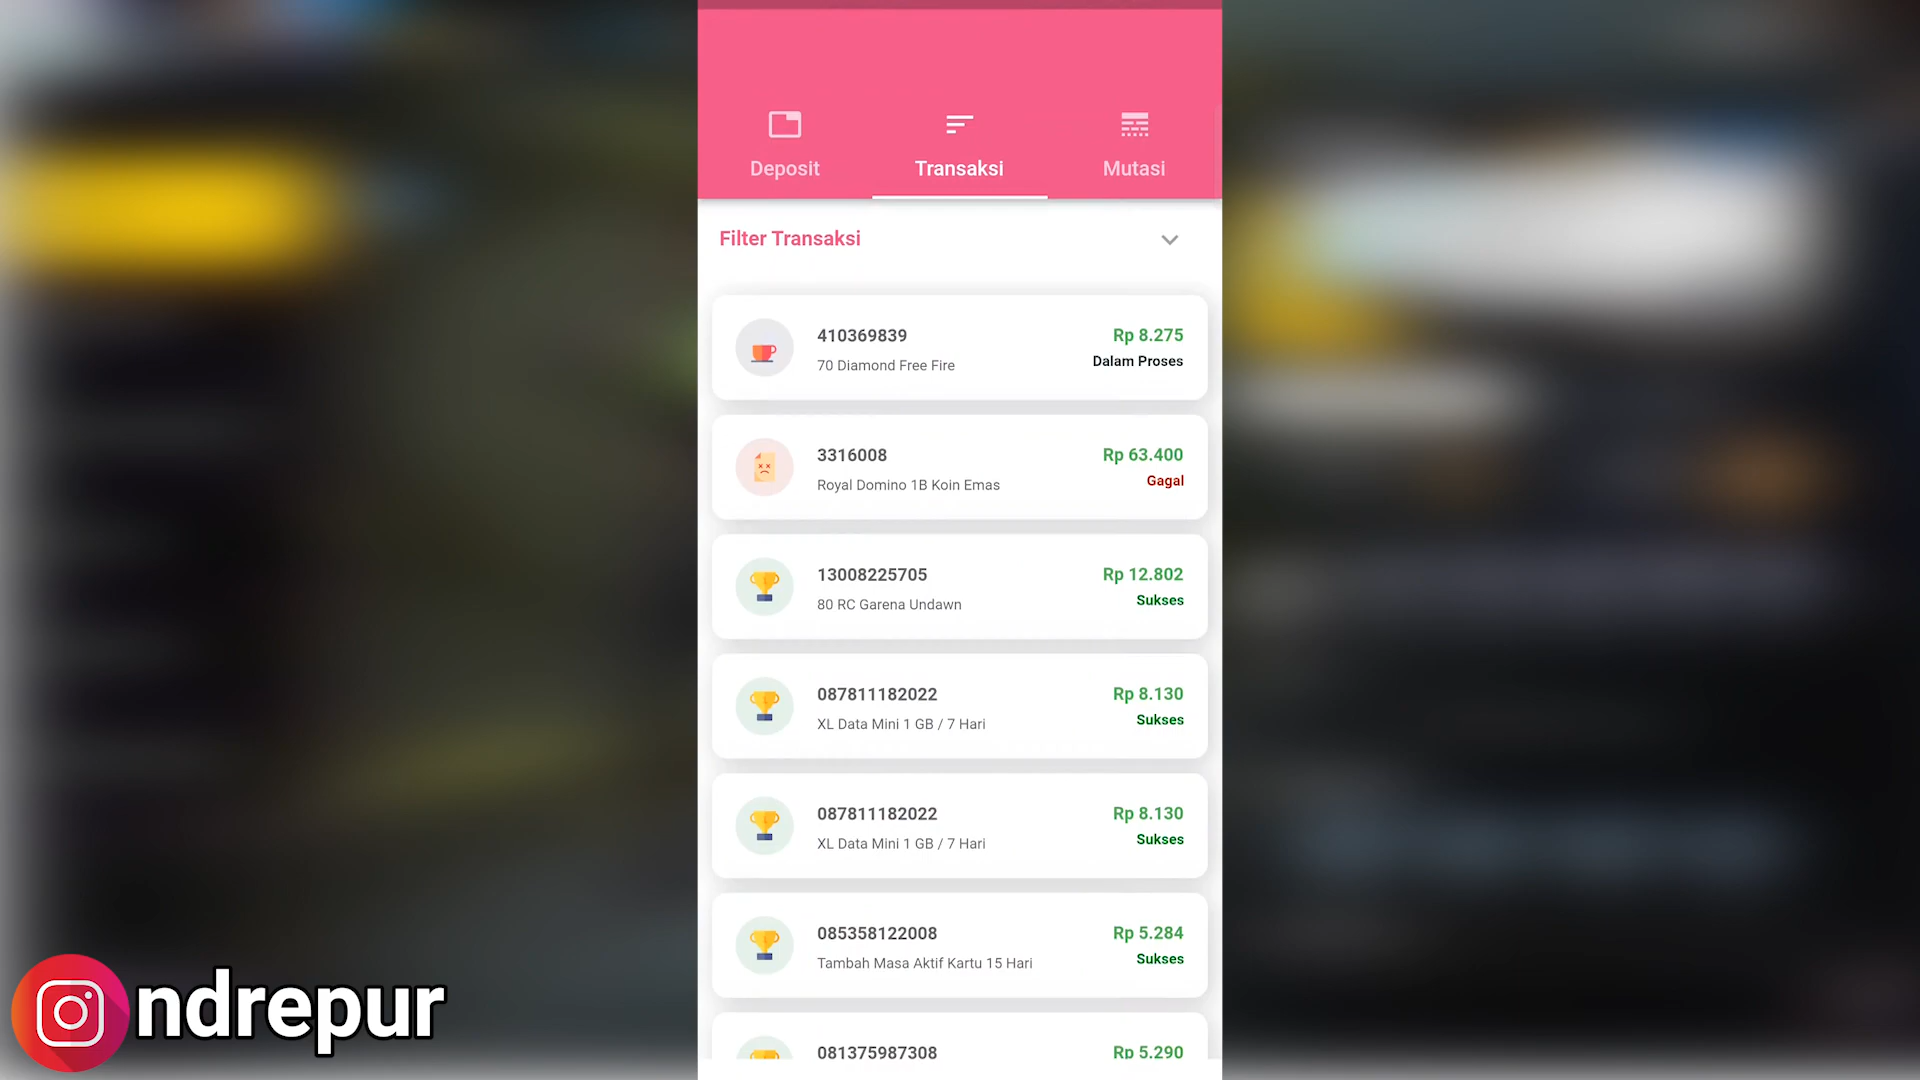 Deposit
Transaksi
Mutasi
Filter Transaksi
410369839
Rp 8.275
70 Diamond Free Fire
Dalam Proses
3316008
Rp 63.400
Royal Domino 1B Koin Emas
Gagal
13008225705
Rp 12.802
80 RC Garena Undawn
Sukses
087811182022
Rp 8.130
XL Data Mini 1 GB / 7 Hari
Sukses
087811182022
Rp 8.130
XL Data Mini 1 GB / 7 Hari
Sukses
085358122008
Rp 5.284
Tambah Masa Aktif Kartu 15 Hari
Sukses
081375987308
Rp 5.290
ndrepur